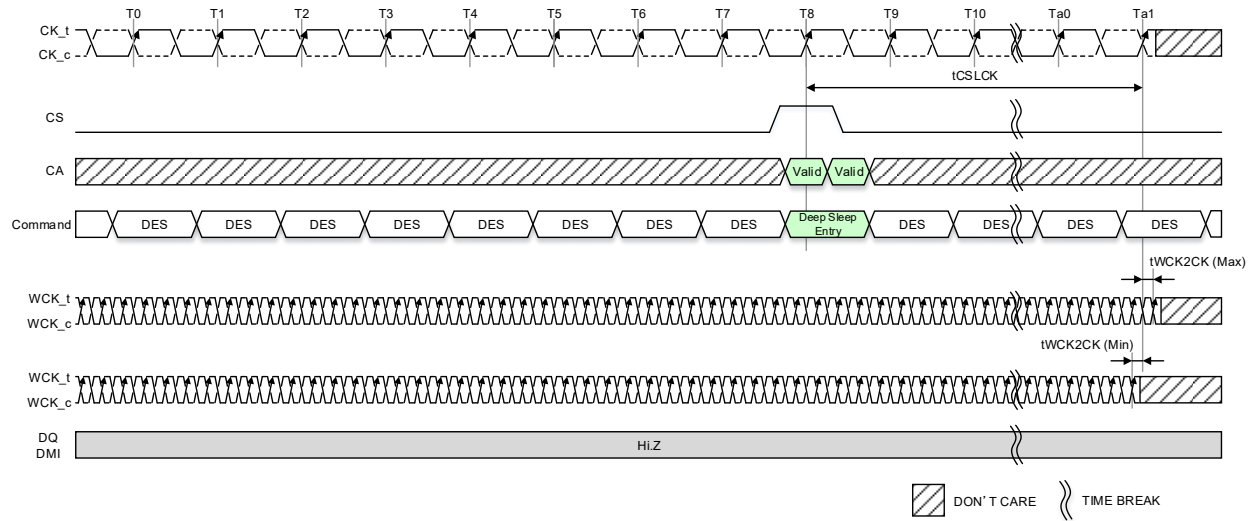 T0 T1 T2 T3 T4 T5 T6 T7 T8 T9 T10 Ta0 Ta1
CK_t
CK_c
tCSLCK
CS
CA Valid Valid
Command DES DES DES DES DES DES DES DES Deep Sleep Entry DES DES DES DES
tWCK2CK (Max)
WCK_t
WCK_c
tWCK2CK (Min)
WCK_t
WCK_c
DQ
DMI
Hi.Z
DON'T CARE TIME BREAK